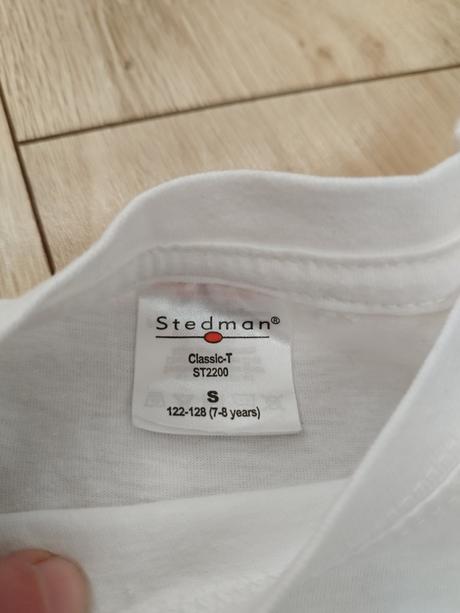 Stedman®
Classic-T
ST2200
S
122-128 (7-8 years)